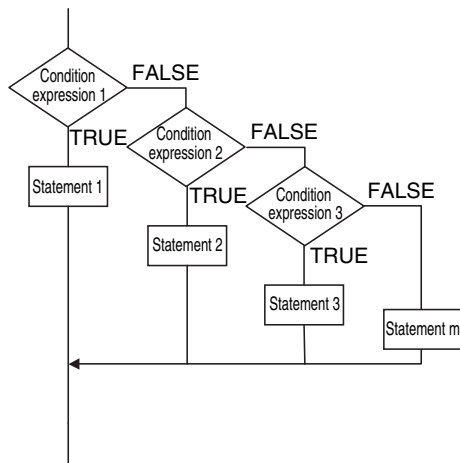 Condition
expression 1
FALSE
TRUE
Statement 1
Condition
expression 2
FALSE
TRUE
Statement 2
Condition
expression 3
FALSE
TRUE
Statement 3
Statement m